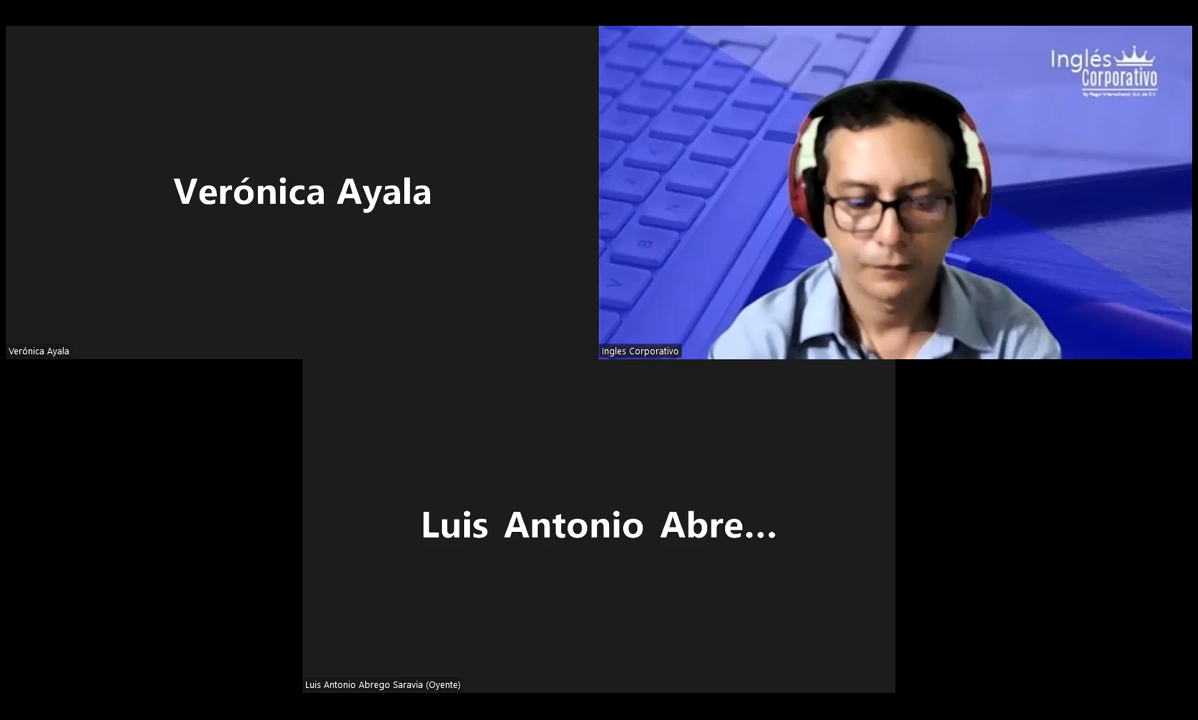 Verónica Ayala
Verónica Ayala
Inglés
Corporativo
Ingles Corporativo
Luis Antonio Abre...
Luis Antonio Abrego Saravia (Oyente)